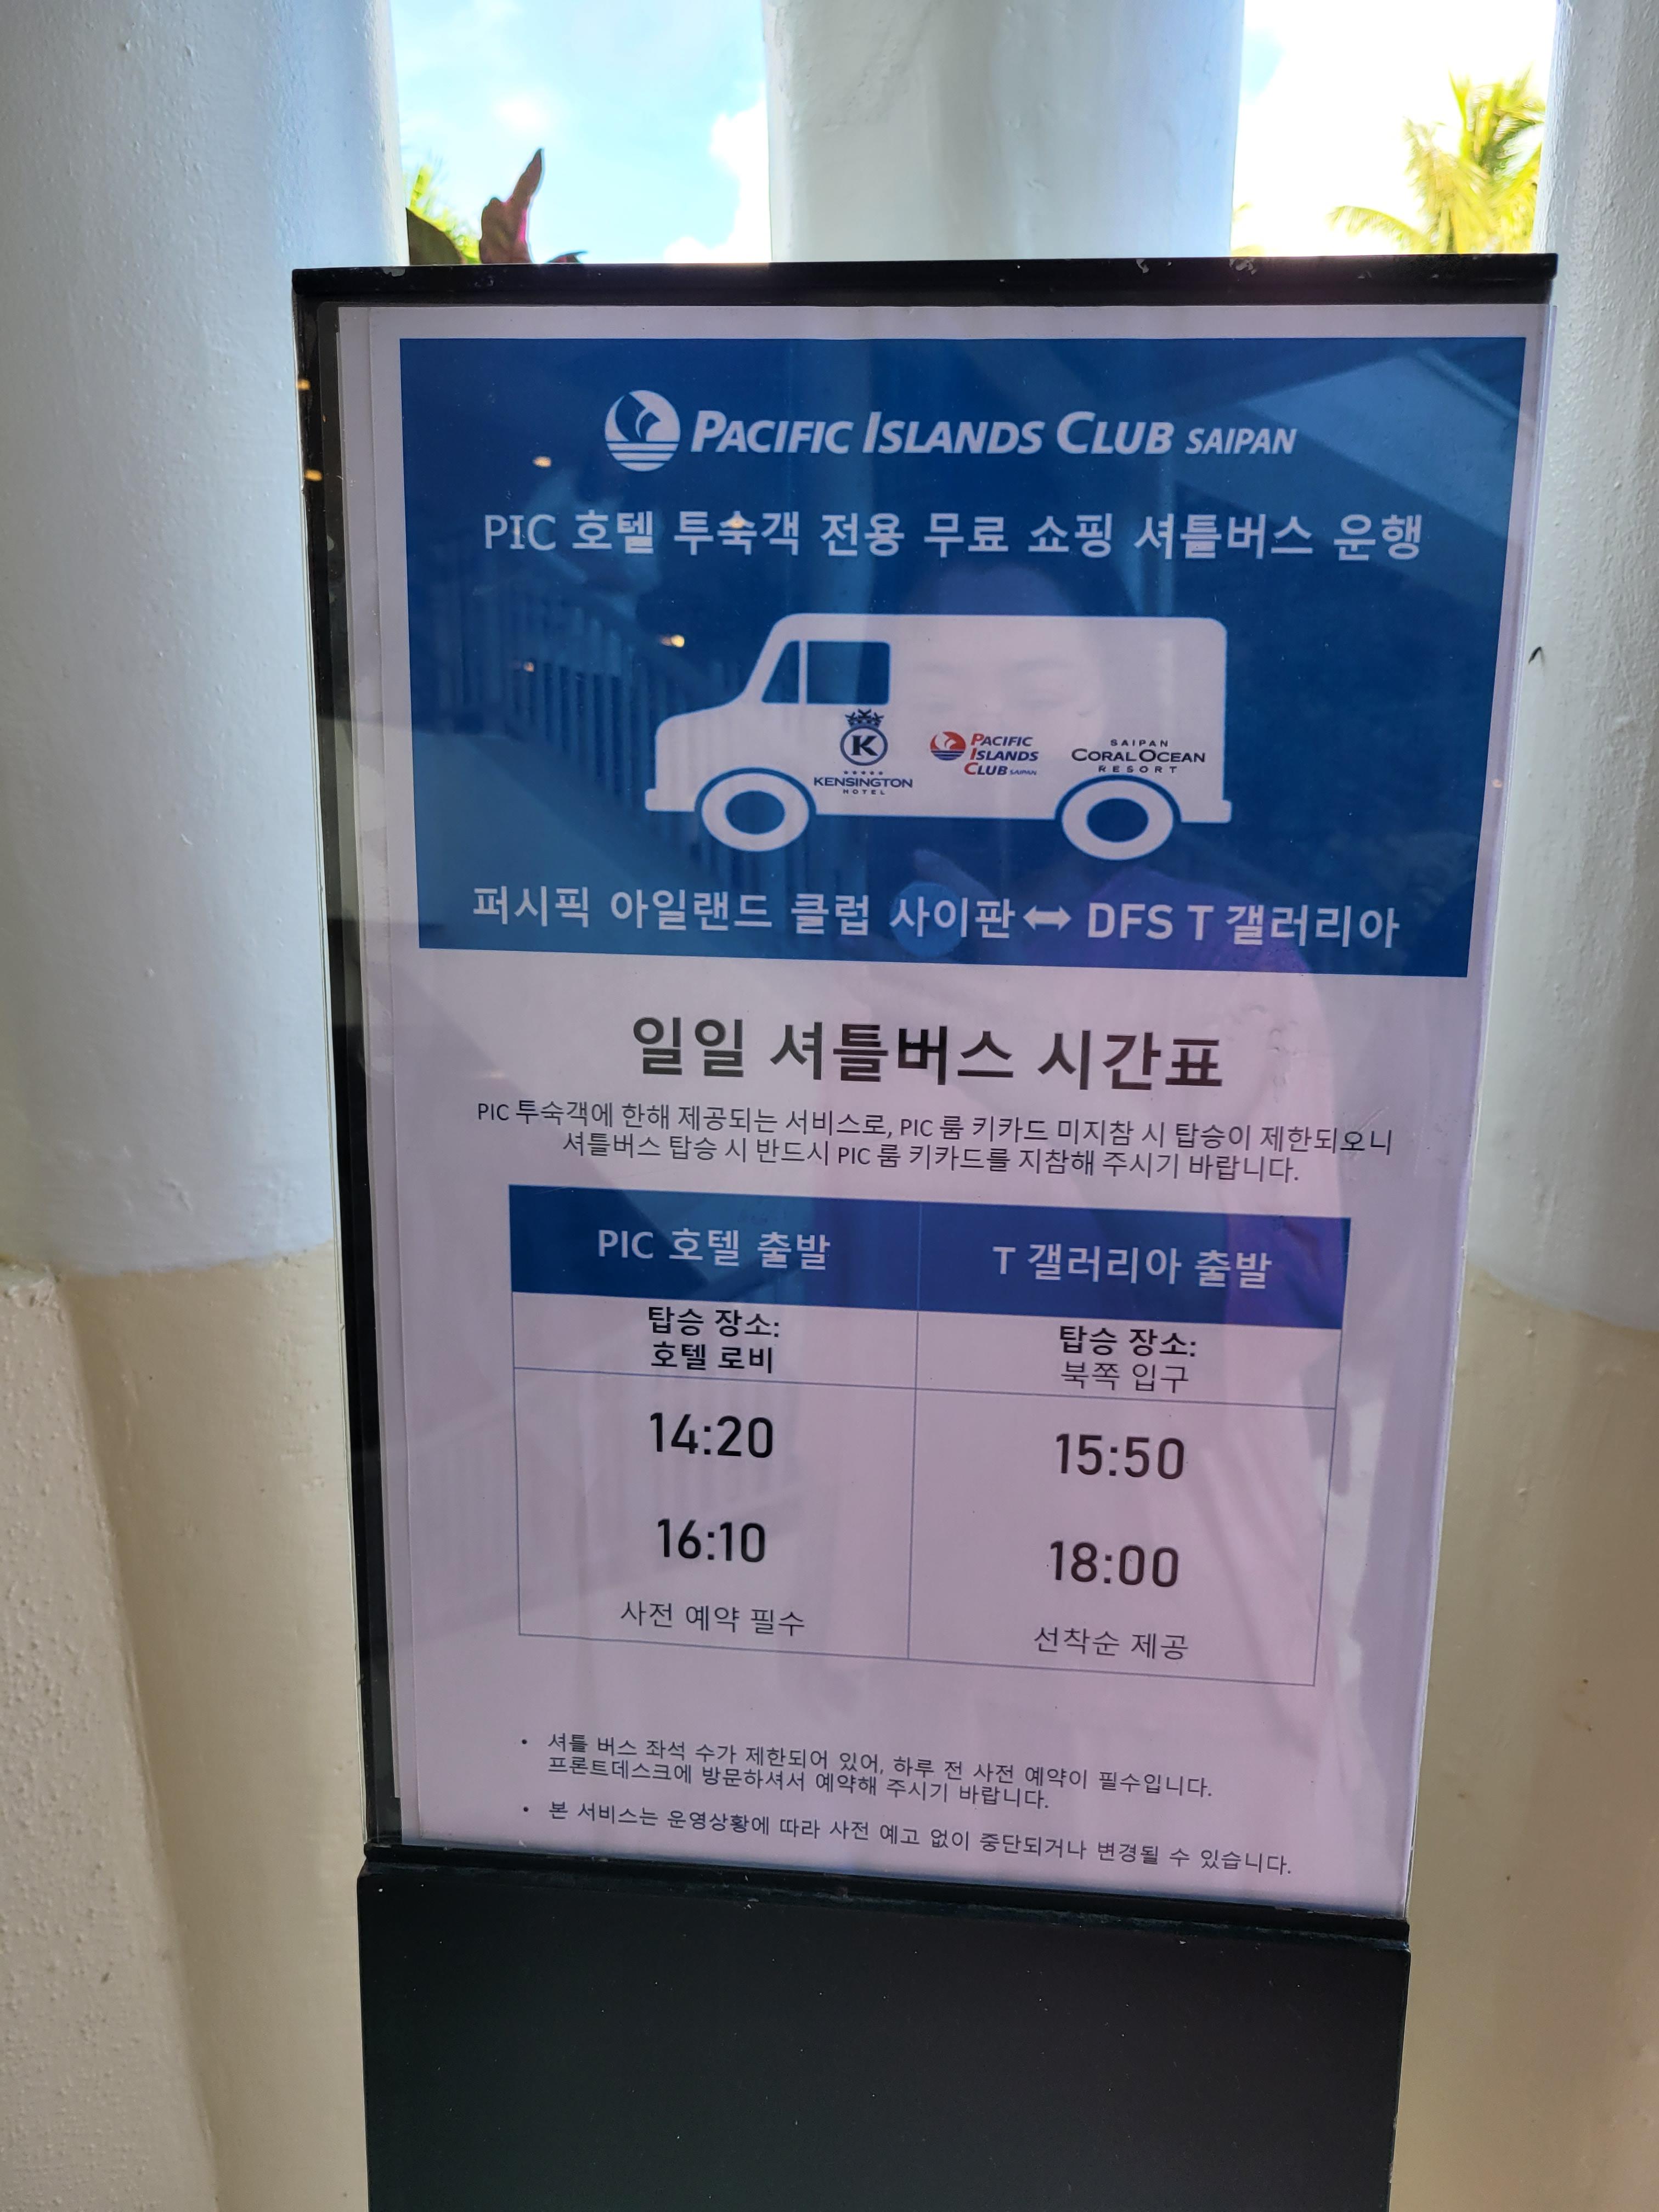 PACIFIC ISLANDS CLUB SAIPAN
PIC 호텔 투숙객 전용 무료 쇼핑 셔틀버스 운행
K
KENSINGTON
HOTEL
PACIFIC
ISLANDS
CLUB SAIPAN
SAIPAN
CORAL OCEAN
RESORT
퍼시픽 아일랜드 클럽 사이판 ↔ DFS T 갤러리아
일일 셔틀버스 시간표
PIC 투숙객에 한해 제공되는 서비스로, PIC 룸 키카드 미지참 시 탑승이 제한되오니
셔틀버스 탑승 시 반드시 PIC 룸 키카드를 지참해 주시기 바랍니다.
PIC 호텔 출발
탑승 장소:
호텔 로비
14:20
16:10
사전 예약 필수
T 갤러리아 출발
탑승 장소:
북쪽 입구
15:50
18:00
선착순 제공
• 셔틀 버스 좌석 수가 제한되어 있어, 하루 전 사전 예약이 필수입니다.
프론트데스크에 방문하셔서 예약해 주시기 바랍니다.
• 본 서비스는 운영상황에 따라 사전 예고 없이 중단되거나 변경될 수 있습니다.